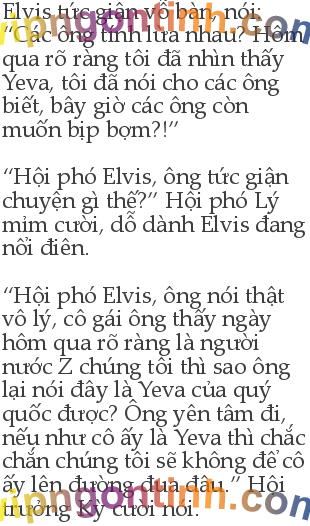 Elvis tức giận vỗ bàn, nói:
“Các ông tính lừa nhau? Hôm
qua rõ ràng tôi đã nhìn thấy
Yeva, tôi đã nói cho các ông
biết, bây giờ các ông còn
muốn bịp bợm?!”
“Hội phó Elvis, ông tức giận
chuyện gì thế?” Hội phó Lý
mỉm cười, dỗ dành Elvis đang
nổi điên.
“Hội phó Elvis, ông nói thật
vô lý, cô gái ông thấy ngày
hôm qua rõ ràng là người
nước Z chúng tôi thì sao ông
lại nói đây là Yeva của quý
quốc được? Ông yên tâm đi,
nếu như cô ấy là Yeva thì chắc
chắn chúng tôi sẽ không để cô
ấy lên đường đua đâu.” Hội
trưởng Kỳ cười nói.
vipngontinh.com
vipngontinh.com